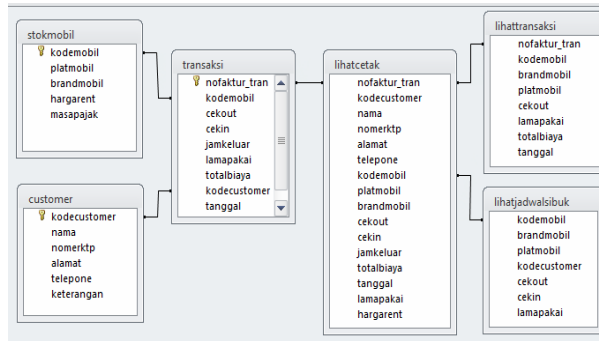 stokmobil
kodemobil
platmobil
brandmobil
hargarent
masapajak
customer
kodecustomer
nama
nomerktp
alamat
telepone
keterangan
transaksi
nofaktur_tran
kodemobil
cekout
cekin
jamkeluar
lamapakai
totalbiaya
kodecustomer
tanggal
lihatcetak
nofaktur_tran
kodecustomer
nama
nomerktp
alamat
telepone
kodemobil
platmobil
brandmobil
cekout
cekin
jamkeluar
totalbiaya
tanggal
lamapakai
hargarent
lihattransaksi
nofaktur_tran
kodemobil
brandmobil
platmobil
cekout
lamapakai
totalbiaya
tanggal
lihatjadwalsibuk
kodemobil
brandmobil
platmobil
kodecustomer
cekout
cekin
lamapakai